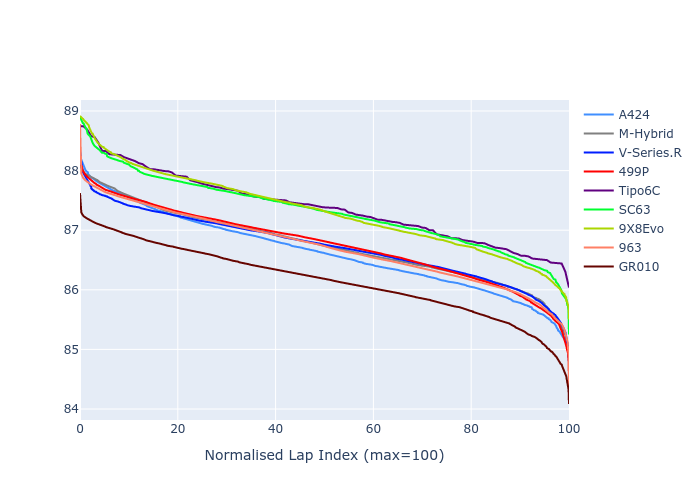 89
88
87
86
85
84
0 20 40 60 80 100
Normalised Lap Index (max=100)
A424
M-Hybrid
V-Series.R
499P
Tipo6C
SC63
9X8Evo
963
GR010